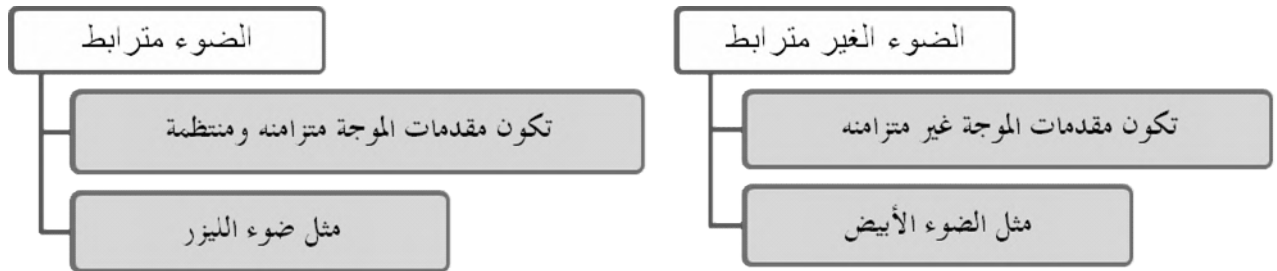 الضوء الغير مترابط
تكون مقدمات الموجة غير متزامنه
مثل الضوء الأبيض
الضوء مترابط
تكون مقدمات الموجة متزامنه ومنتظمة
مثل ضوء الليزر